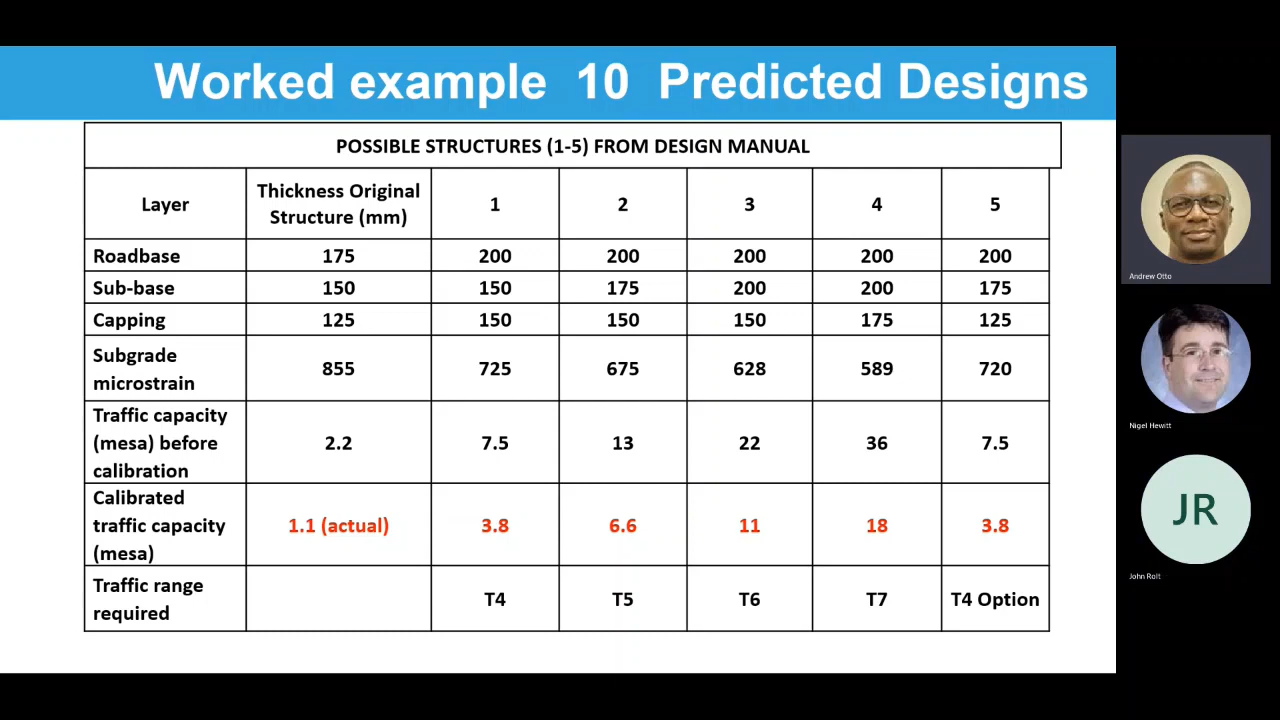 Worked example 10 Predicted Designs
POSSIBLE STRUCTURES (1-5) FROM DESIGN MANUAL
Layer
Thickness Original
Structure (mm)
1
2
3
4
5
Roadbase 175 200 200 200 200 200
Sub-base 150 150 175 200 200 175
Capping 125 150 150 150 175 125
Subgrade
microstrain
855 725 675 628 589 720
Traffic capacity
(mesa) before
calibration
2.2 7.5 13 22 36 7.5
Calibrated
traffic capacity
(mesa)
1.1 (actual) 3.8 6.6 11 18 3.8
Traffic range
required
T4 T5 T6 T7 T4 Option
Andrew Otto
Nigel Hewitt
JR
John Rolt